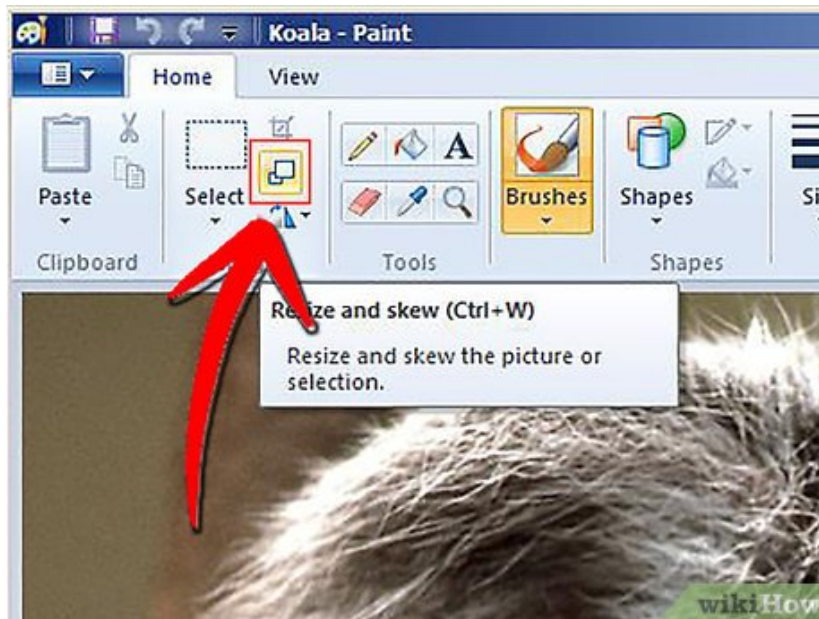 Koala - Paint
Home View
A
Paste Select Brushes Shapes
Clipboard Tools Shapes
Resize and skew (Ctrl+W)
Resize and skew the picture or
selection.
wikiHow